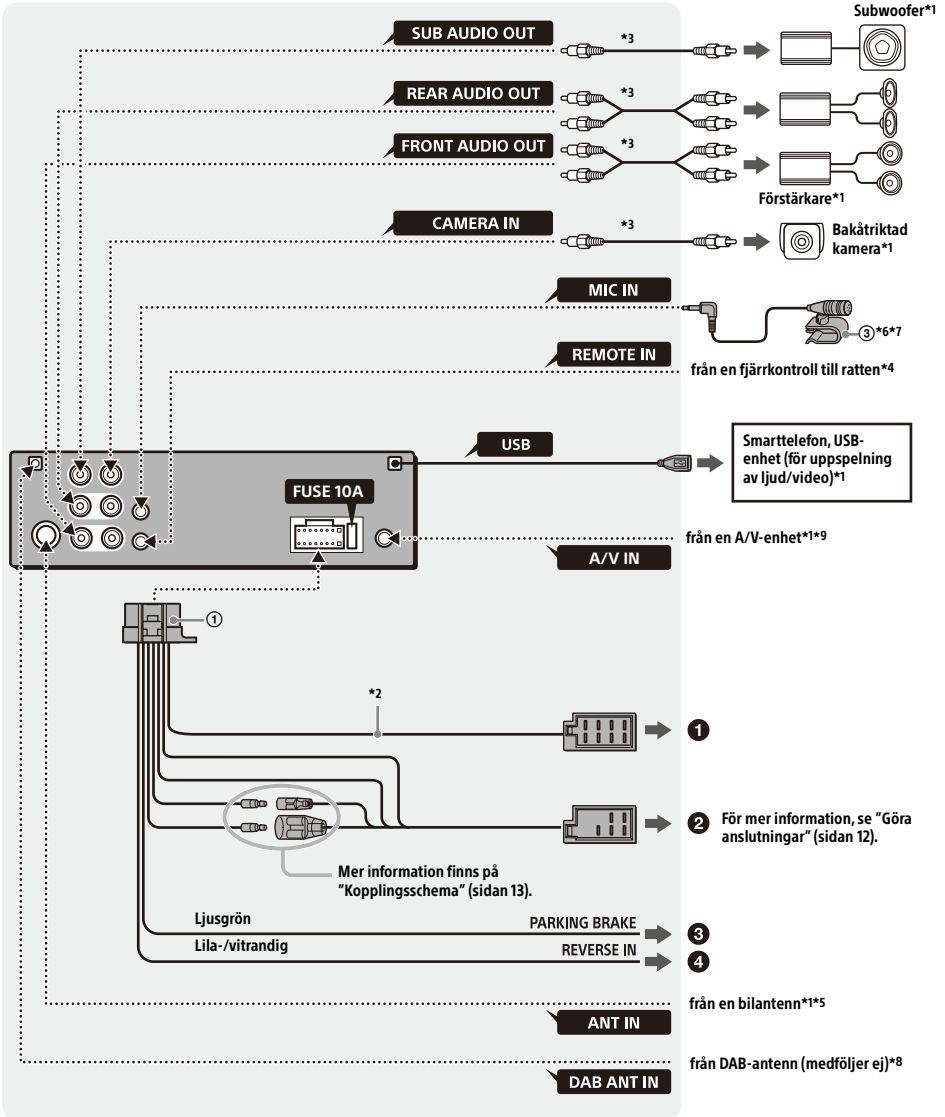 Subwoofer*1
SUB AUDIO OUT
*3
REAR AUDIO OUT
*3
FRONT AUDIO OUT
*3
Förstärkare*1
CAMERA IN
*3
Bakåtriktad
kamera*1
MIC IN
③*6*7
REMOTE IN
från en fjärrkontroll till ratten*4
USB
Smarttelefon, USB-
enhet (för uppspelning
av ljud/video)*1
FUSE 10A
från en A/V-enhet*1*9
A/V IN
①
*2
❶
❷ För mer information, se "Göra
anslutningar" (sidan 12).
Mer information finns på
"Kopplingsschema" (sidan 13).
Ljusgrön PARKING BRAKE ❸
Lila-/vitrandig REVERSE IN ❹
från en bilantenn*1*5
ANT IN
från DAB-antenn (medföljer ej)*8
DAB ANT IN